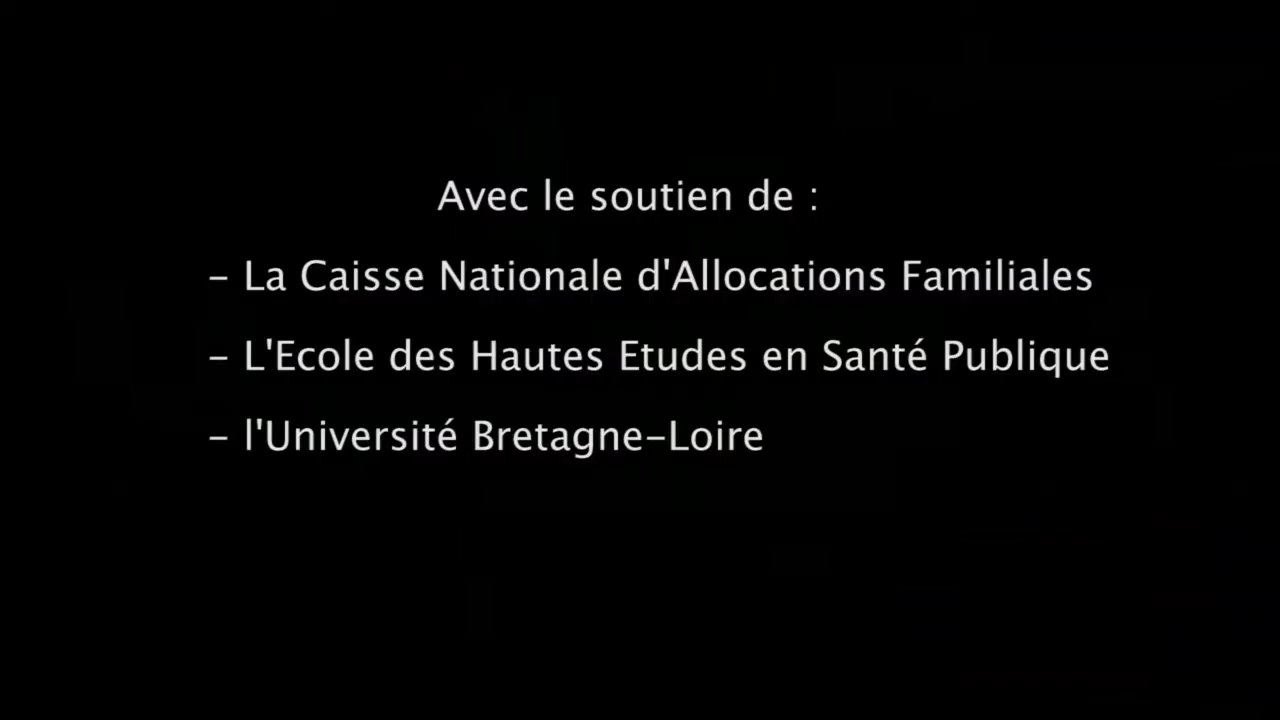 Avec le soutien de :
- La Caisse Nationale d'Allocations Familiales
- L'Ecole des Hautes Etudes en Santé Publique
- l'Université Bretagne-Loire